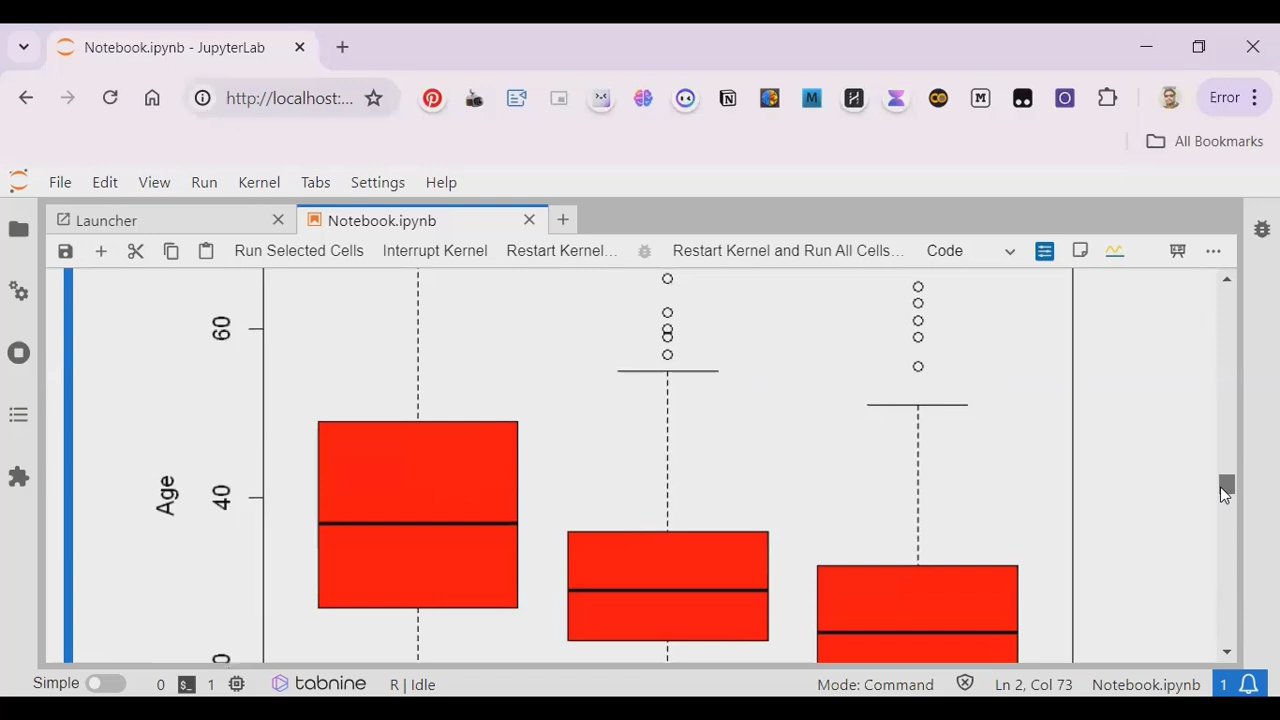 Notebook.ipynb - JupyterLab
http://localhost:...
Error
All Bookmarks
File Edit View Run Kernel Tabs Settings Help
Launcher Notebook.ipynb
Run Selected Cells Interrupt Kernel Restart Kernel... Restart Kernel and Run All Cells... Code
60
Age
40
Simple 0 1 tabnine R | Idle Mode: Command Ln 2, Col 73 Notebook.ipynb 1